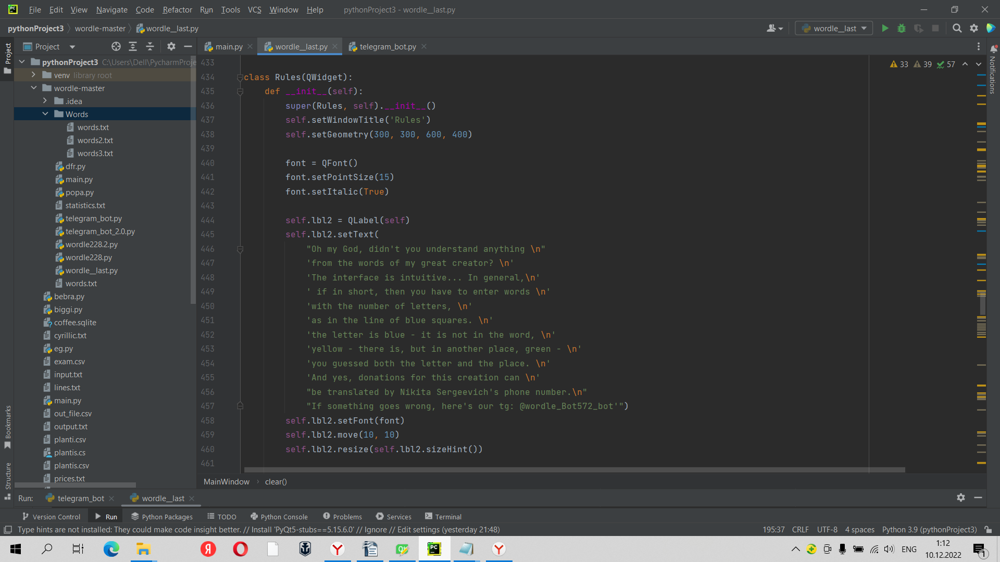 File Edit View Navigate Code Refactor Run Tools VCS Window Help pythonProject3 - wordle__last.py
pythonProject3 wordle-master wordle__last.py wordle__last
Project
main.py wordle__last.py telegram_bot.py
Project
Notifications
Bookmarks
Structure
pythonProject3 C:\Users\Dell\PycharmProje
venv library root
wordle-master
.idea
Words
words.txt
words2.txt
words3.txt
dfr.py
main.py
popa.py
statistics.txt
telegram_bot.py
telegram_bot_2.0.py
wordle228.2.py
wordle228.py
wordle__last.py
words.txt
bebra.py
biggi.py
coffee.sqlite
cyrillic.txt
eg.py
exam.csv
input.txt
lines.txt
main.py
out_file.csv
output.txt
planti.csv
plantis.cs
plantis.csv
prices.txt
33 39 57
433
434 class Rules(QWidget):
435 def __init__(self):
436 super(Rules, self).__init__()
437 self.setWindowTitle('Rules')
438 self.setGeometry(300, 300, 600, 400)
439
440 font = QFont()
441 font.setPointSize(15)
442 font.setItalic(True)
443
444 self.lbl2 = QLabel(self)
445 self.lbl2.setText(
446 "Oh my God, didn't you understand anything \n"
447 'from the words of my great creator? \n'
448 'The interface is intuitive... In general,\n'
449 ' if in short, then you have to enter words \n'
450 'with the number of letters, \n'
451 'as in the line of blue squares. \n'
452 'the letter is blue - it is not in the word, \n'
453 'yellow - there is, but in another place, green - \n'
454 'you guessed both the letter and the place. \n'
455 'And yes, donations for this creation can \n'
456 "be translated by Nikita Sergeevich's phone number.\n"
457 "If something goes wrong, here's our tg: @wordle_Bot572_bot'")
458 self.lbl2.setFont(font)
459 self.lbl2.move(10, 10)
460 self.lbl2.resize(self.lbl2.sizeHint())
461
MainWindow clear()
Run: telegram_bot wordle__last
Version Control Run Python Packages TODO Python Console Problems Services Terminal
Type hints are not installed: They could make code insight better. // Install 'PyQt5-stubs==5.15.6.0' // Ignore // Edit settings (yesterday 21:48) 195:37 CRLF UTF-8 4 spaces Python 3.9 (pythonProject3)
ENG 1:12
10.12.2022
1